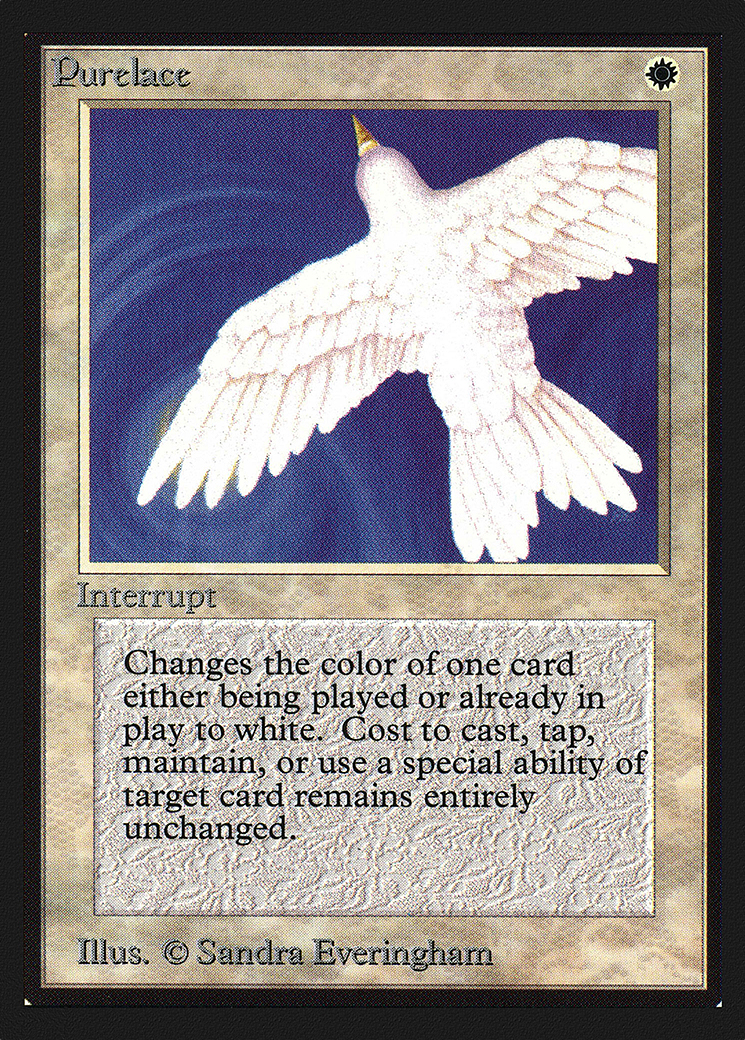 Purelace
Interrupt
Changes the color of one card
either being played or already in
play to white.  Cost to cast, tap,
maintain, or use a special ability of
target card remains entirely
unchanged.
Illus. © Sandra Everingham